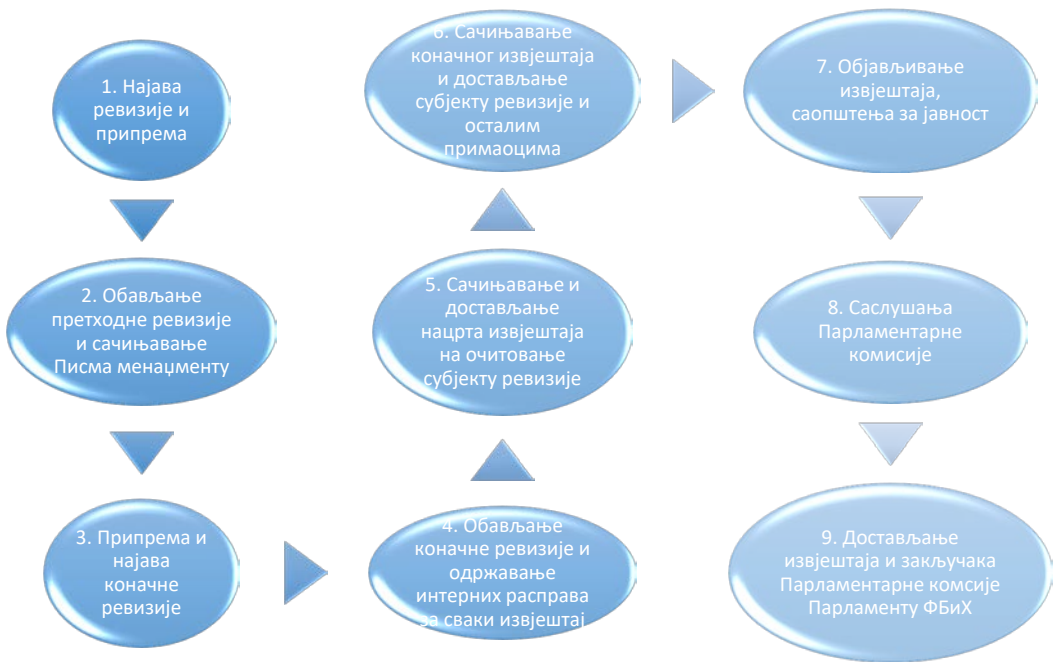 1. Најава
ревизије и
припрема
2. Обављање
претходне ревизије
и сачињавање
Писма менаџменту
3. Припрема и
најава
коначне
ревизије
4. Обављање
коначне ревизије и
одржавање
интерних расправа
за сваки извјештај
5. Сачињавање и
достављање
нацрта извјештаја
на очитовање
субјекту ревизије
6. Сачињавање
коначног извјештаја
и достављање
субјекту ревизије и
осталим
примаоцима
7. Објављивање
извјештаја,
саопштења за јавност
8. Саслушања
Парламентарне
комисије
9. Достављање
извјештаја и закључака
Парламентарне комсије
Парламенту ФБиХ